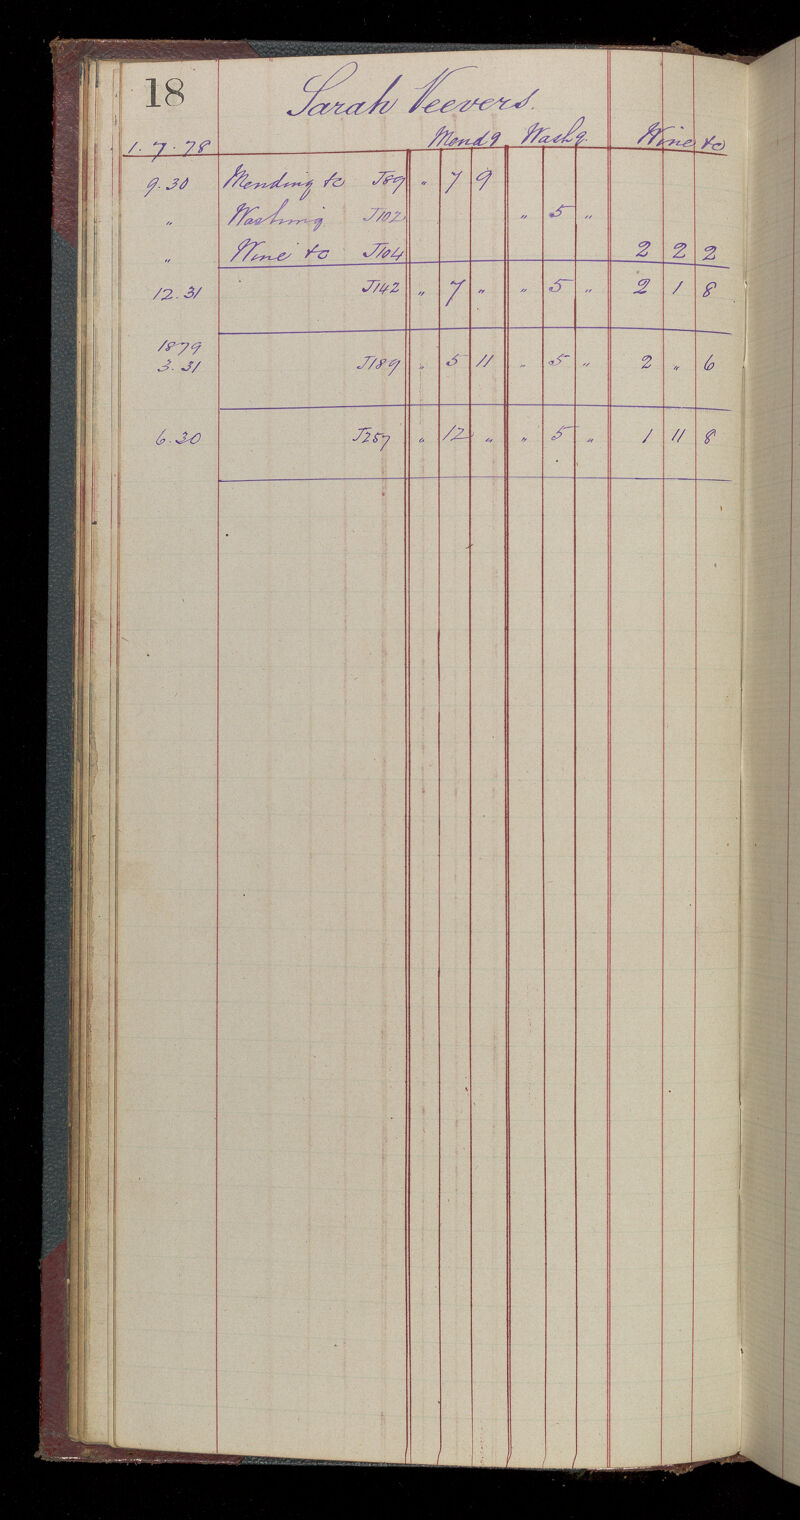 18
Sarah Veevers.
1.7.78 Mendg Washg. Wine &c
9.30 Mending &c J89 " 7 9
" Washing J102 " 5 "
" Wine &c J104 2 2 2
12.31 J142 " 7 " " 5 " 2 1 8
1879
3.31 J189 " 5 11 " 5 " 2 " 6
6.30 J257 " 12 " " 5 " 1 11 8